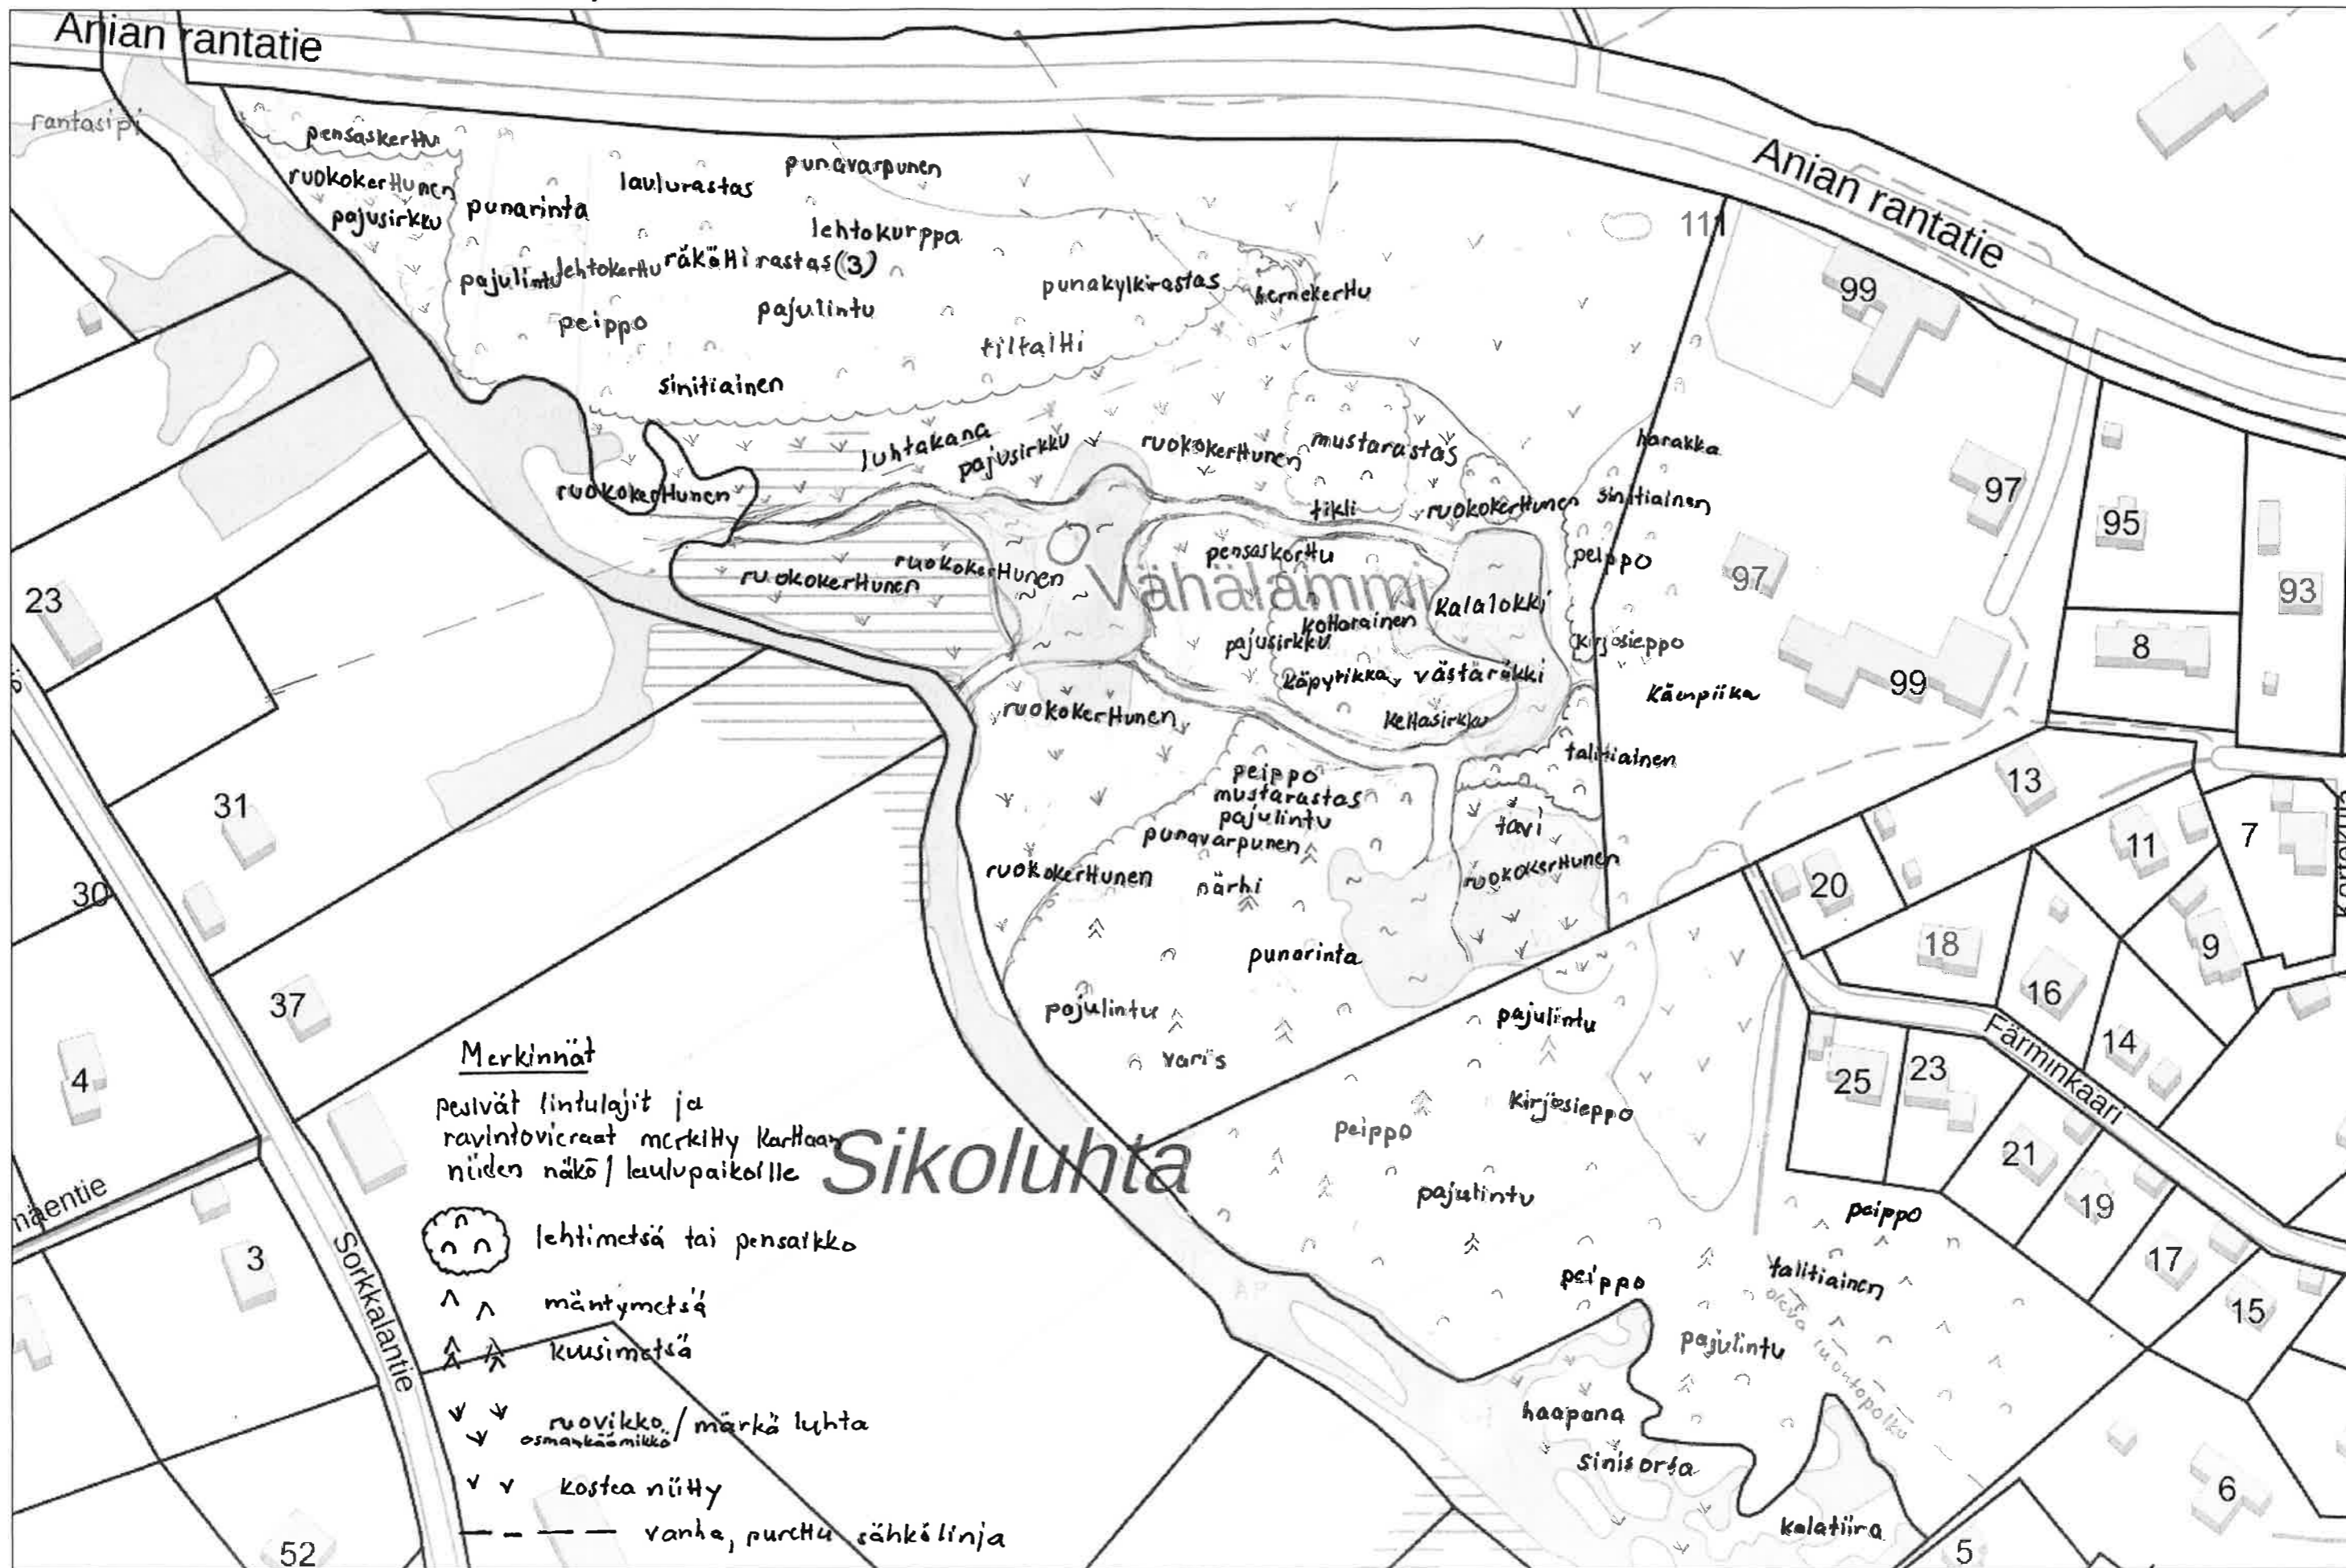 Anian rantatie
rantasipi
pensaskerttu
ruokokerttunen
pajusirkku
punarinta
laulurastas
punavarpunen
lehtokurppa
pajulintu
lehtokerttu
räkättirastas (3)
punakylkirastas
hernekerttu
peippo
pajulintu
tiltaltti
sinitiainen
Anian rantatie
111
99
97
97
99
95
93
8
luhtakana
pajusirkku
ruokokerttunen
mustarastas
harakka
ruokokerttunen
tikli
ruokokerttunen
sinitiainen
peippo
ruokokerttunen
ruokokerttunen
pensaskerttu
Vähälammi
kalalokki
kottarainen
pajusirkku
kirjosieppo
käpytikka
västäräkki
käenpiika
ruokokerttunen
keltasirkku
talitiainen
peippo
mustarastas
pajulintu
punavarpunen
tavi
ruokokerttunen
närhi
ruokokerttunen
punarinta
pajulintu
varis
pajulintu
kirjosieppo
peippo
pajulintu
peippo
peippo
talitiainen
oleva luontopolku
pajulintu
haapana
sinisorsa
kalatiira
13
11
7
20
18
16
9
14
Färminkaari
25
23
21
19
17
15
6
5
23
31
30
37
4
3
52
mäentie
Sorkkalantie
Sikoluhta
Merkinnät
pesivät lintulajit ja
ravintovieraat merkitty karttaan
niiden näkö / laulupaikoille
lehtimetsä tai pensaikko
mäntymetsä
kuusimetsä
ruovikko / märkä luhta
osmankäämikkö
kostea niitty
vanha, purettu sähkölinja